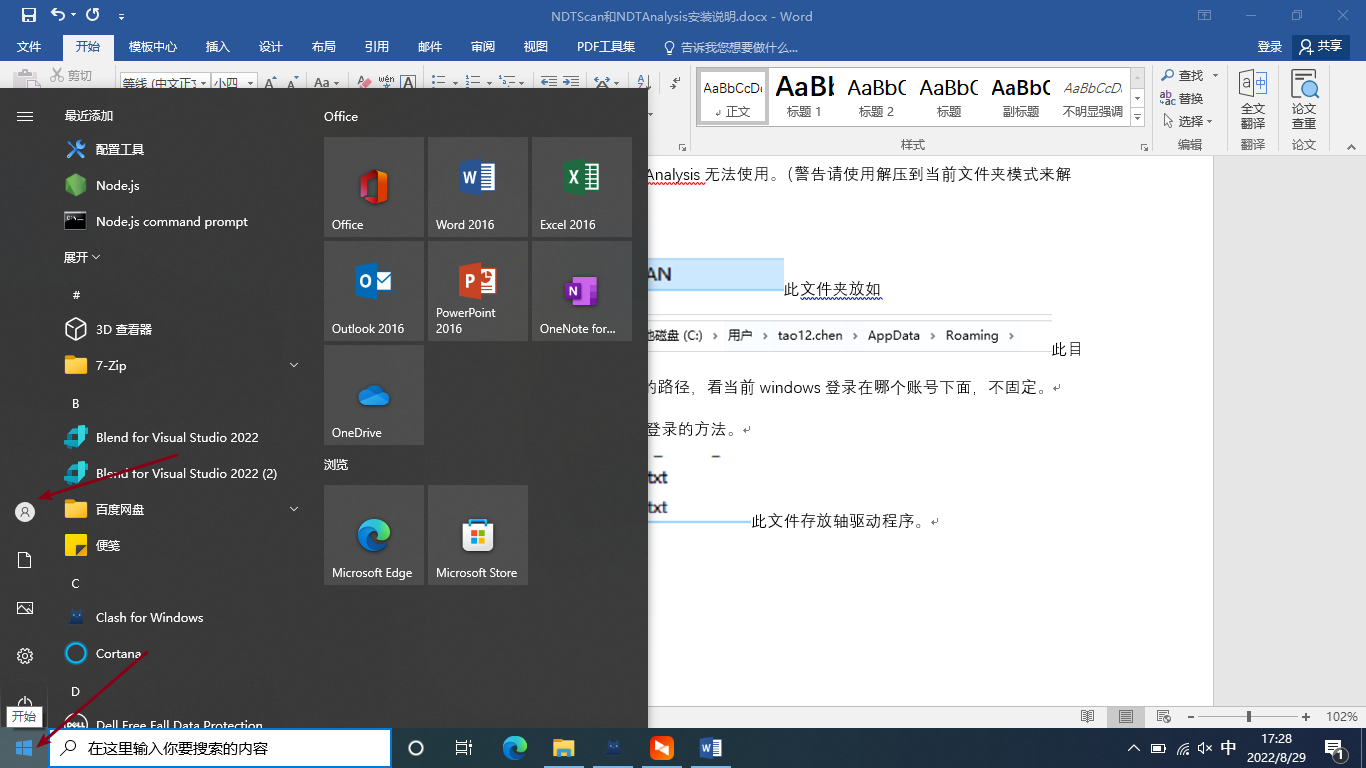 NDTScan和NDTAnalysis安装说明.docx - Word
文件
开始
模板中心
插入
设计
布局
引用
邮件
审阅
视图
PDF工具集
告诉我您想要做什么...
登录
共享
剪切
等线 (中文正
小四
Aa
wén
A
AaBbCcDı
AaBb
AaBbC
AaBbC
AaBbC
AaBbCcD.
正文
标题 1
标题 2
标题
副标题
不明显强调
样式
查找
替换
选择
编辑
全文
翻译
翻译
论文
查重
论文
Analysis 无法使用。(警告请使用解压到当前文件夹模式来解
AN
此文件夹放如
地磁盘 (C:) › 用户 › tao12.chen › AppData › Roaming ›
此目
的路径，看当前 windows 登录在哪个账号下面，不固定。
登录的方法。
txt
txt
此文件存放轴驱动程序。
最近添加
配置工具
Node.js
Node.js command prompt
展开
#
3D 查看器
7-Zip
B
Blend for Visual Studio 2022
Blend for Visual Studio 2022 (2)
百度网盘
便笺
C
Clash for Windows
Cortana
D
Dell Free Fall Data Protection
Office
Office
Word 2016
Excel 2016
Outlook 2016
PowerPoint
2016
OneNote for...
OneDrive
浏览
Microsoft Edge
Microsoft Store
开始
102%
在这里输入你要搜索的内容
中
17:28
2022/8/29
1